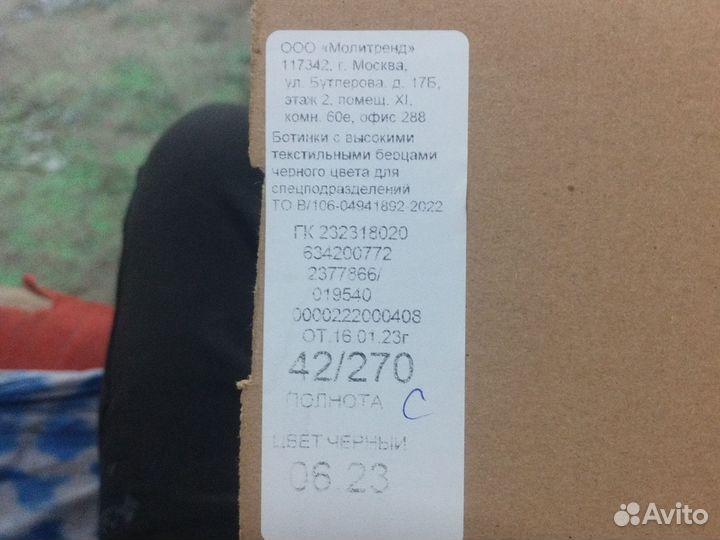 ООО «Молитренд»
117342, г. Москва,
ул. Бутлерова, д. 17Б,
этаж 2, помещ. XI,
комн. 60е, офис 288
Ботинки с высокими
текстильными берцами
черного цвета для
спецподразделений
ТО В/106-04941892-2022
ГК 232318020
634200772
2377866/
019540
0000222000408
ОТ.16.01.23г
42/270
ПОЛНОТА С
ЦВЕТ ЧЕРНЫЙ
06.23
Avito